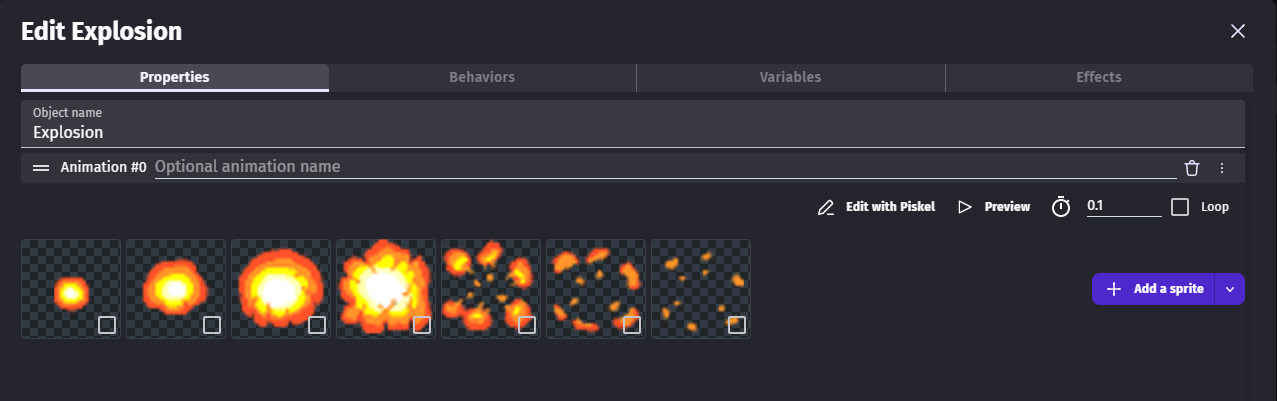 Edit Explosion
Properties Behaviors Variables Effects
Object name
Explosion
Animation #0 Optional animation name
Edit with Piskel Preview 0.1 Loop
Add a sprite